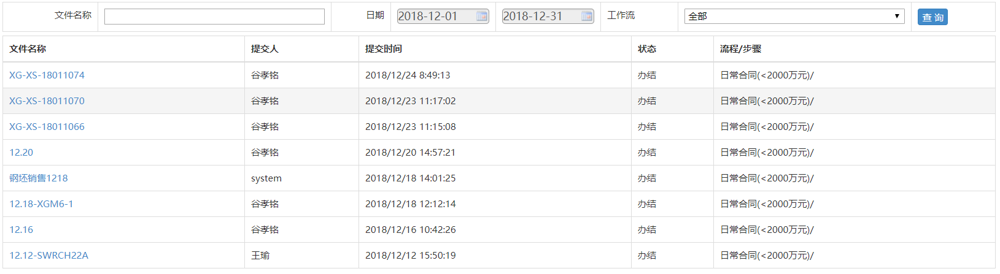 文件名称 日期 2018-12-01 2018-12-31 工作流 全部 查 询
文件名称 提交人 提交时间 状态 流程/步骤
XG-XS-18011074 谷孝铭 2018/12/24 8:49:13 办结 日常合同(<2000万元)/
XG-XS-18011070 谷孝铭 2018/12/23 11:17:02 办结 日常合同(<2000万元)/
XG-XS-18011066 谷孝铭 2018/12/23 11:15:08 办结 日常合同(<2000万元)/
12.20 谷孝铭 2018/12/20 14:57:21 办结 日常合同(<2000万元)/
钢坯销售1218 system 2018/12/18 14:01:25 办结 日常合同(<2000万元)/
12.18-XGM6-1 谷孝铭 2018/12/18 12:12:14 办结 日常合同(<2000万元)/
12.16 谷孝铭 2018/12/16 10:42:26 办结 日常合同(<2000万元)/
12.12-SWRCH22A 王瑜 2018/12/12 15:50:19 办结 日常合同(<2000万元)/